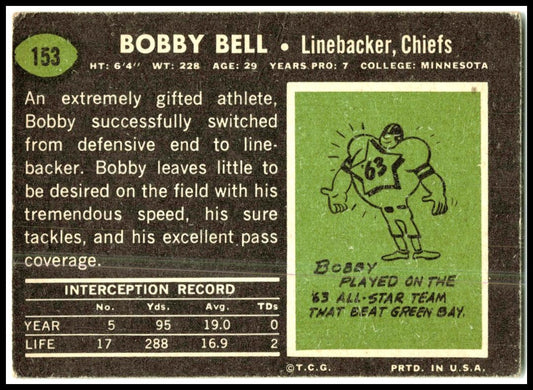 153
BOBBY BELL • Linebacker, Chiefs
HT: 6'4" WT: 228 AGE: 29 YEARS PRO: 7 COLLEGE: MINNESOTA
An extremely gifted athlete,
Bobby successfully switched
from defensive end to line-
backer. Bobby leaves little to
be desired on the field with his
tremendous speed, his sure
tackles, and his excellent pass
coverage.
INTERCEPTION RECORD
No. Yds. Avg. TDs
YEAR 5 95 19.0 0
LIFE 17 288 16.9 2
63
BOBBY
PLAYED ON THE
'63 ALL-STAR TEAM
THAT BEAT GREEN BAY.
©T.C.G. PRTD. IN U.S.A.